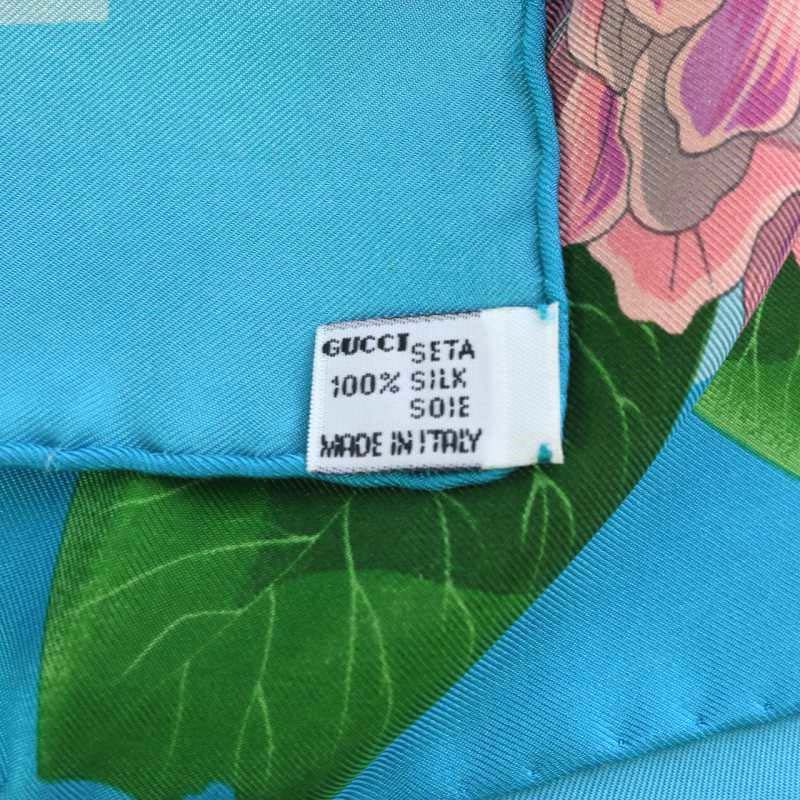 GUCCI SETA
100% SILK
SOIE
MADE IN ITALY